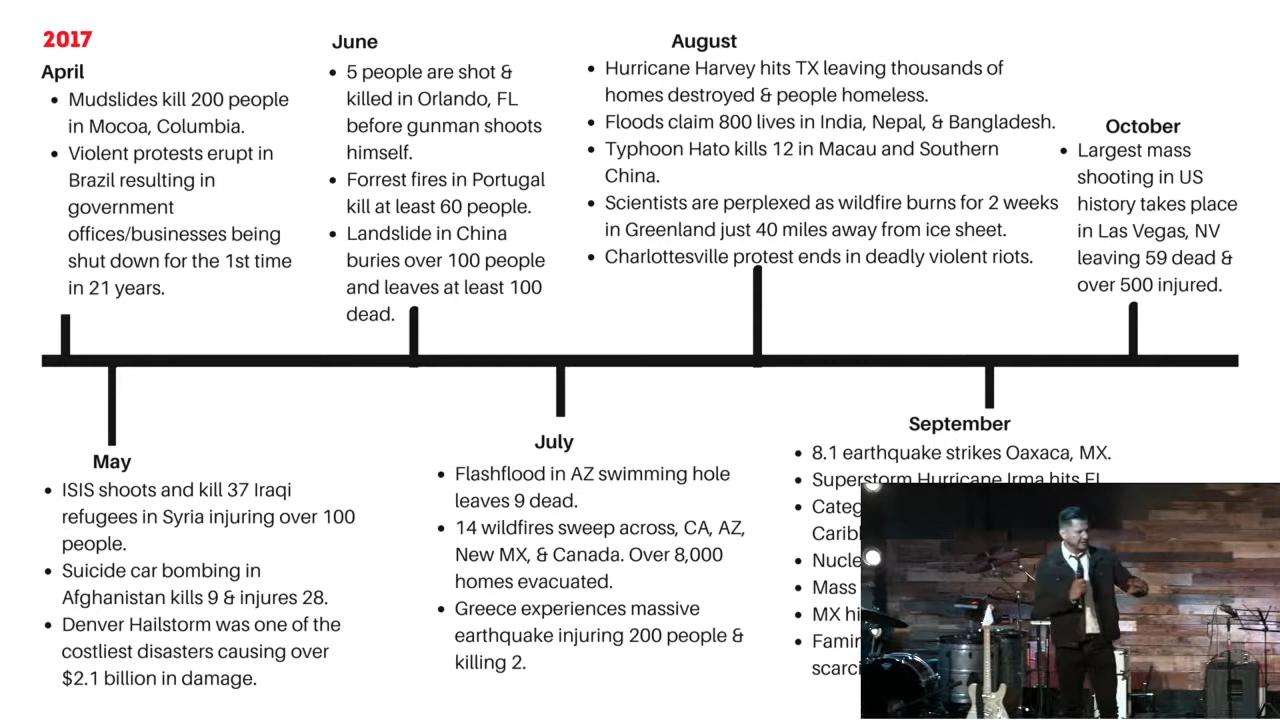 2017
April
• Mudslides kill 200 people
in Mocoa, Columbia.
• Violent protests erupt in
Brazil resulting in
government
offices/businesses being
shut down for the 1st time
in 21 years.
June
• 5 people are shot &
killed in Orlando, FL
before gunman shoots
himself.
• Forrest fires in Portugal
kill at least 60 people.
• Landslide in China
buries over 100 people
and leaves at least 100
dead.
August
• Hurricane Harvey hits TX leaving thousands of
homes destroyed & people homeless.
• Floods claim 800 lives in India, Nepal, & Bangladesh.
• Typhoon Hato kills 12 in Macau and Southern
China.
• Scientists are perplexed as wildfire burns for 2 weeks
in Greenland just 40 miles away from ice sheet.
• Charlottesville protest ends in deadly violent riots.
October
• Largest mass
shooting in US
history takes place
in Las Vegas, NV
leaving 59 dead &
over 500 injured.
May
• ISIS shoots and kill 37 Iraqi
refugees in Syria injuring over 100
people.
• Suicide car bombing in
Afghanistan kills 9 & injures 28.
• Denver Hailstorm was one of the
costliest disasters causing over
$2.1 billion in damage.
July
• Flashflood in AZ swimming hole
leaves 9 dead.
• 14 wildfires sweep across, CA, AZ,
New MX, & Canada. Over 8,000
homes evacuated.
• Greece experiences massive
earthquake injuring 200 people &
killing 2.
September
• 8.1 earthquake strikes Oaxaca, MX.
• Superstorm Hurricane Irma hits FL
• Mass
• MX